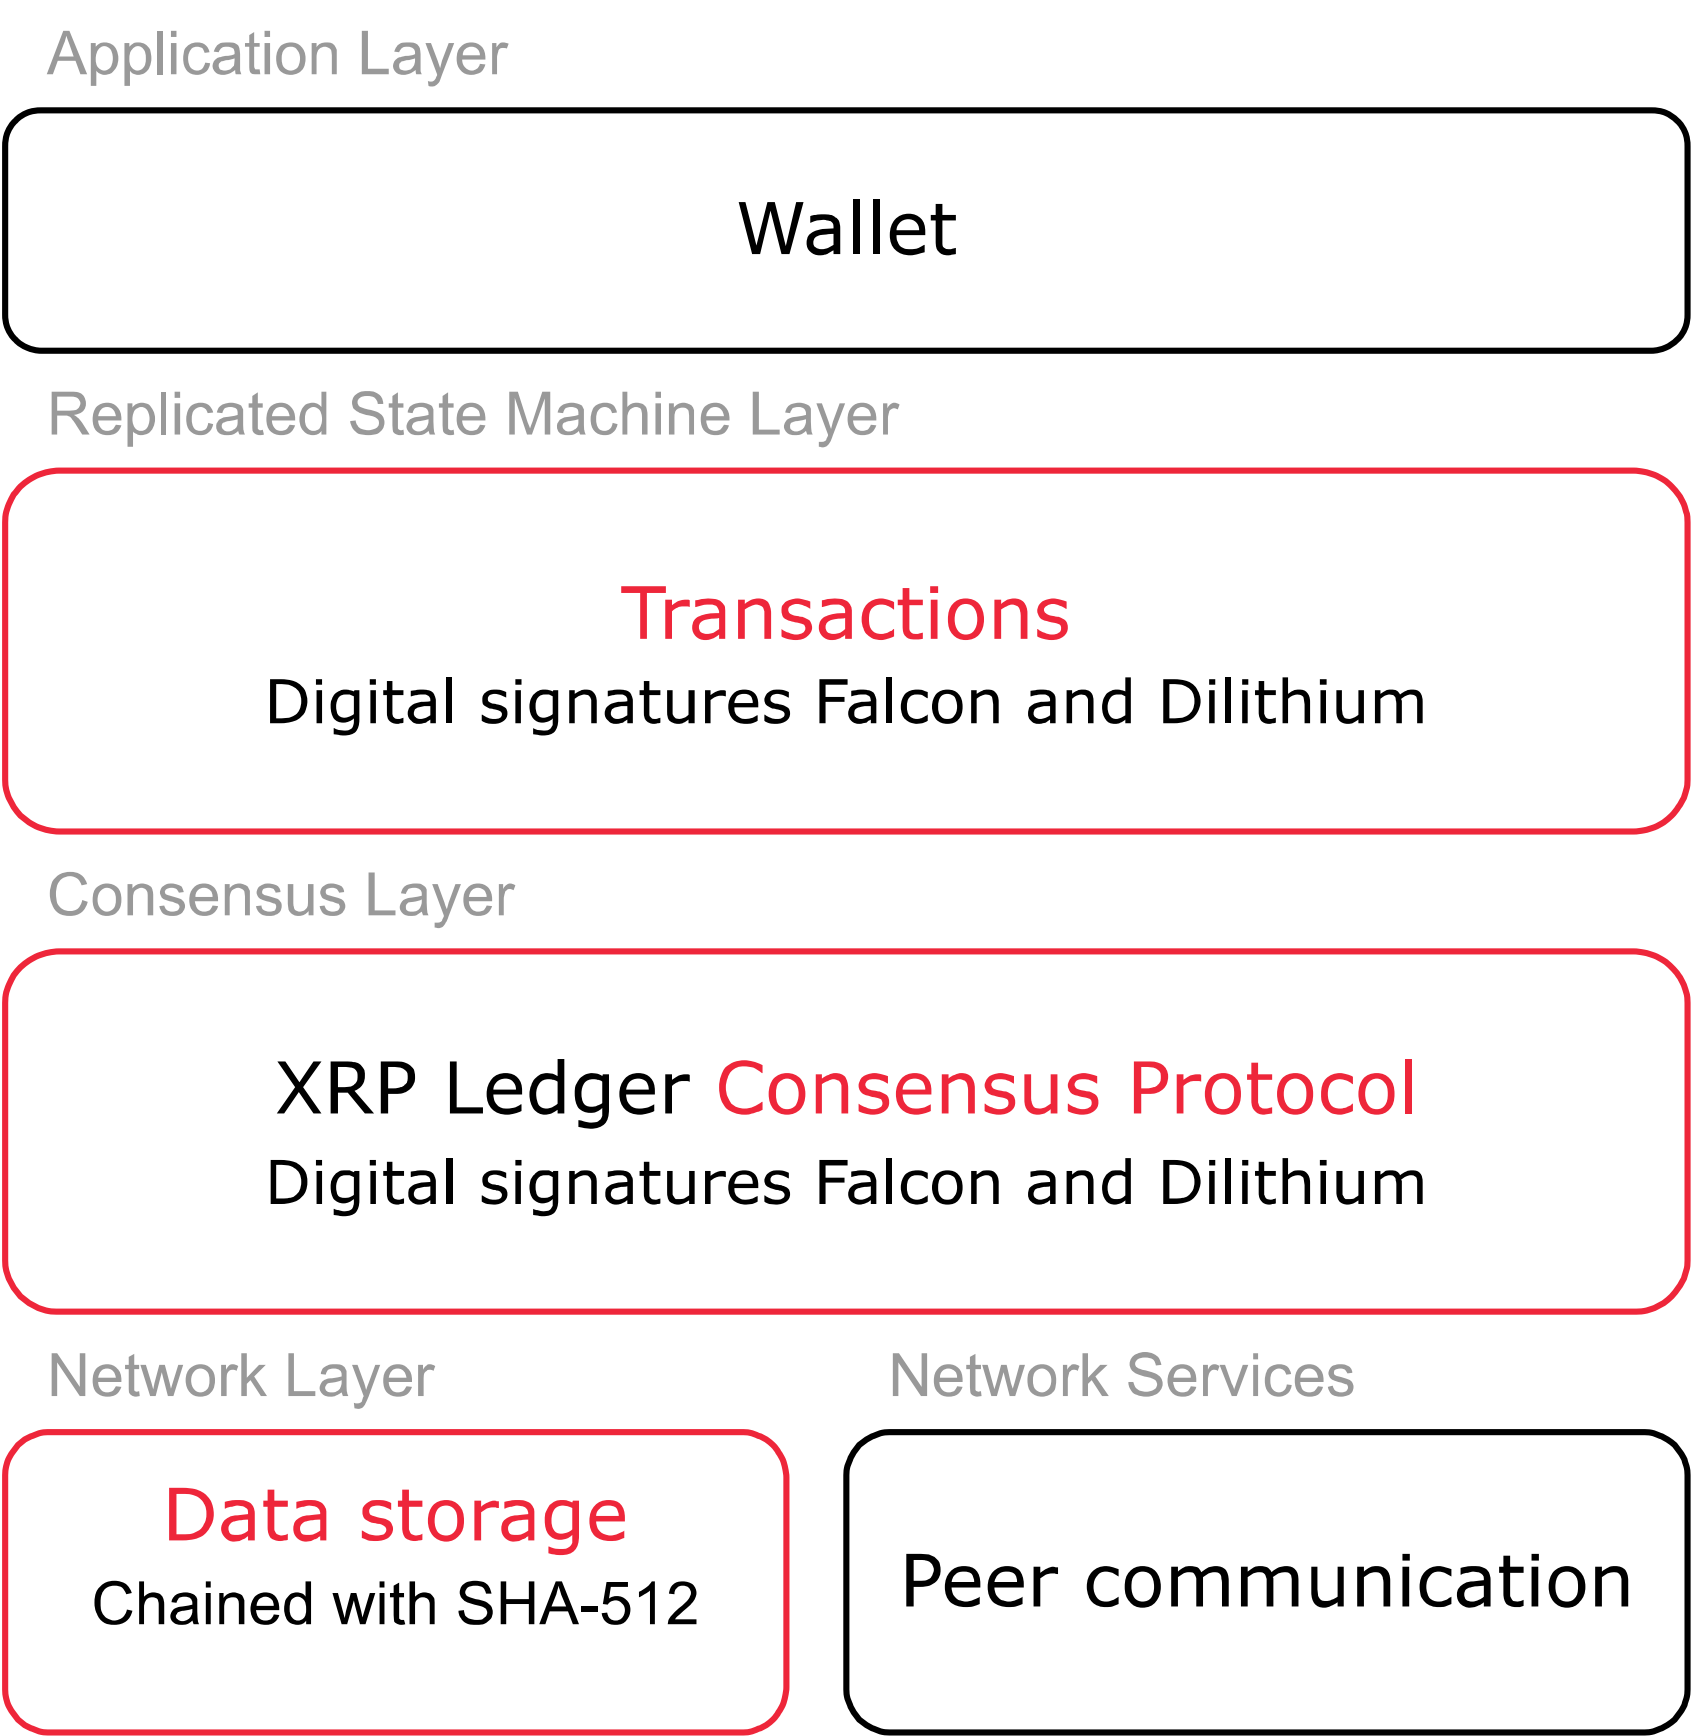 Application Layer
Wallet
Replicated State Machine Layer
Transactions
Digital signatures Falcon and Dilithium
Consensus Layer
XRP Ledger Consensus Protocol
Digital signatures Falcon and Dilithium
Network Layer
Data storage
Chained with SHA-512
Network Services
Peer communication